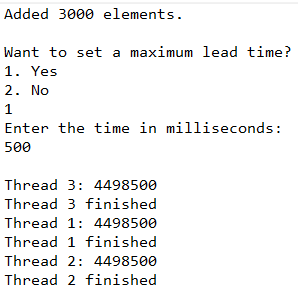 Added 3000 elements.
Want to set a maximum lead time?
1. Yes
2. No
1
Enter the time in milliseconds:
500
Thread 3: 4498500
Thread 3 finished
Thread 1: 4498500
Thread 1 finished
Thread 2: 4498500
Thread 2 finished